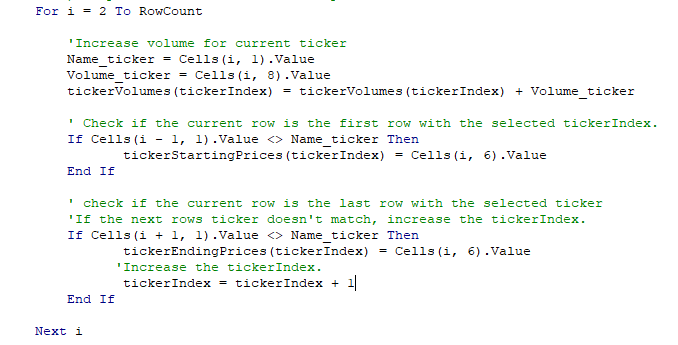 For i = 2 To RowCount
'Increase volume for current ticker
Name_ticker = Cells(i, 1).Value
Volume_ticker = Cells(i, 8).Value
tickerVolumes(tickerIndex) = tickerVolumes(tickerIndex) + Volume_ticker
' Check if the current row is the first row with the selected tickerIndex.
If Cells(i - 1, 1).Value <> Name_ticker Then
tickerStartingPrices(tickerIndex) = Cells(i, 6).Value
End If
' check if the current row is the last row with the selected ticker
'If the next rows ticker doesn't match, increase the tickerIndex.
If Cells(i + 1, 1).Value <> Name_ticker Then
tickerEndingPrices(tickerIndex) = Cells(i, 6).Value
'Increase the tickerIndex.
tickerIndex = tickerIndex + 1
End If
Next i